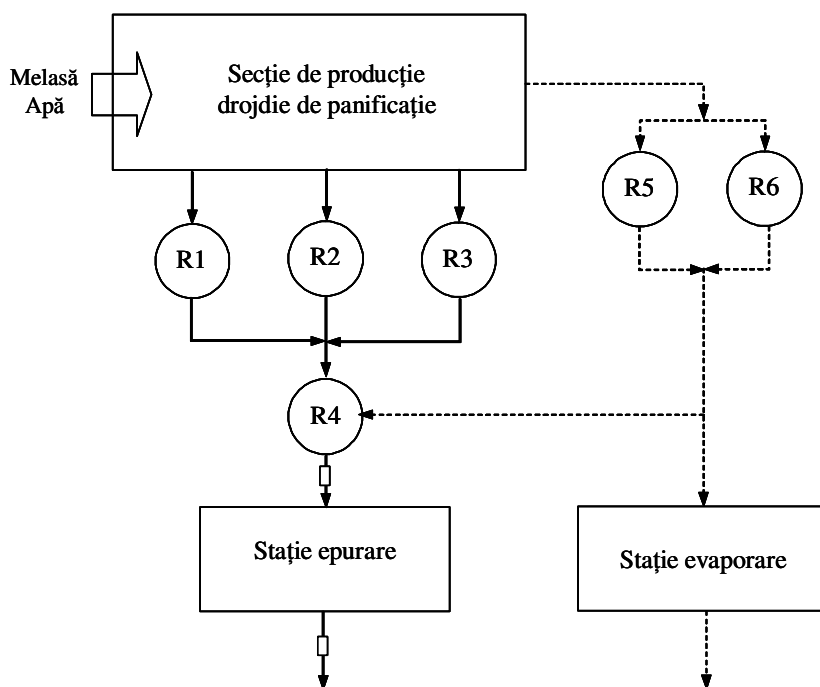 Melasă
Apă
Secție de producție
drojdie de panificație
R5
R6
R1
R2
R3
R4
Stație epurare
Stație evaporare